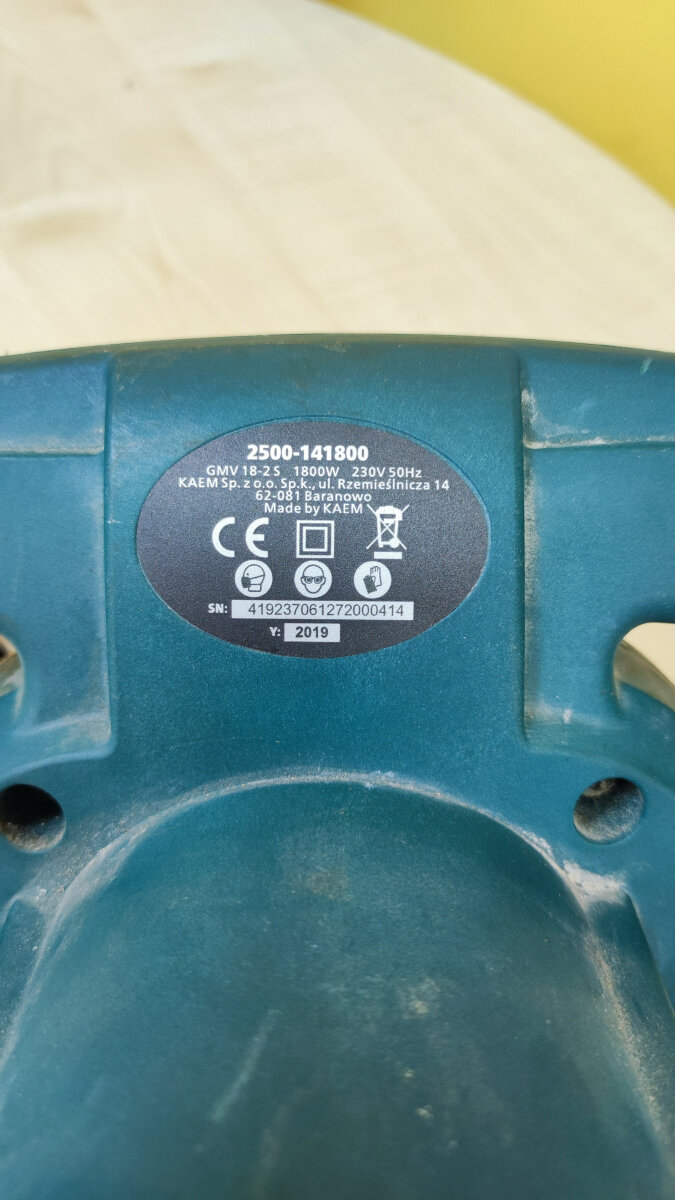 2500-141800
GMV 18-2 S 1800W 230V 50Hz
KAEM Sp. z o.o. Sp.k., ul. Rzemieślnicza 14
62-081 Baranowo
Made by KAEM
CE
SN: 419237061272000414
Y: 2019